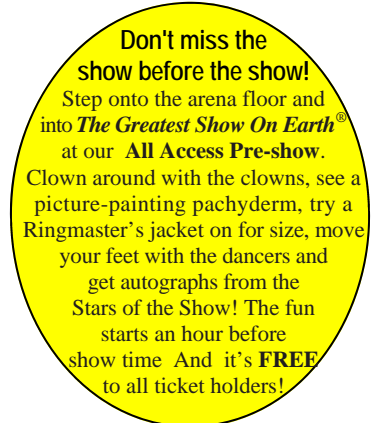 Don't miss the
show before the show!
Step onto the arena floor and
into The Greatest Show On Earth®
at our All Access Pre-show.
Clown around with the clowns, see a
picture-painting pachyderm, try a
Ringmaster's jacket on for size, move
your feet with the dancers and
get autographs from the
Stars of the Show! The fun
starts an hour before
show time And it's FREE
to all ticket holders!